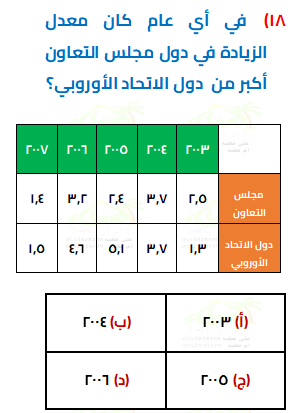 ١٨) في أي عام كان معدل
الزيادة في دول مجلس التعاون
أكبر من دول الاتحاد الأوروبي؟
٢٠٠٣ ٢٠٠٤ ٢٠٠٥ ٢٠٠٦ ٢٠٠٧
مجلس
التعاون
٢,٥ ٣,٧ ٢,٤ ٣,٢ ١,٤
دول الاتحاد
الأوروبي
١,٣ ٣,٧ ٥,١ ٤,٦ ١,٥
(أ) ٢٠٠٣ (ب) ٢٠٠٤
(ج) ٢٠٠٥ (د) ٢٠٠٦